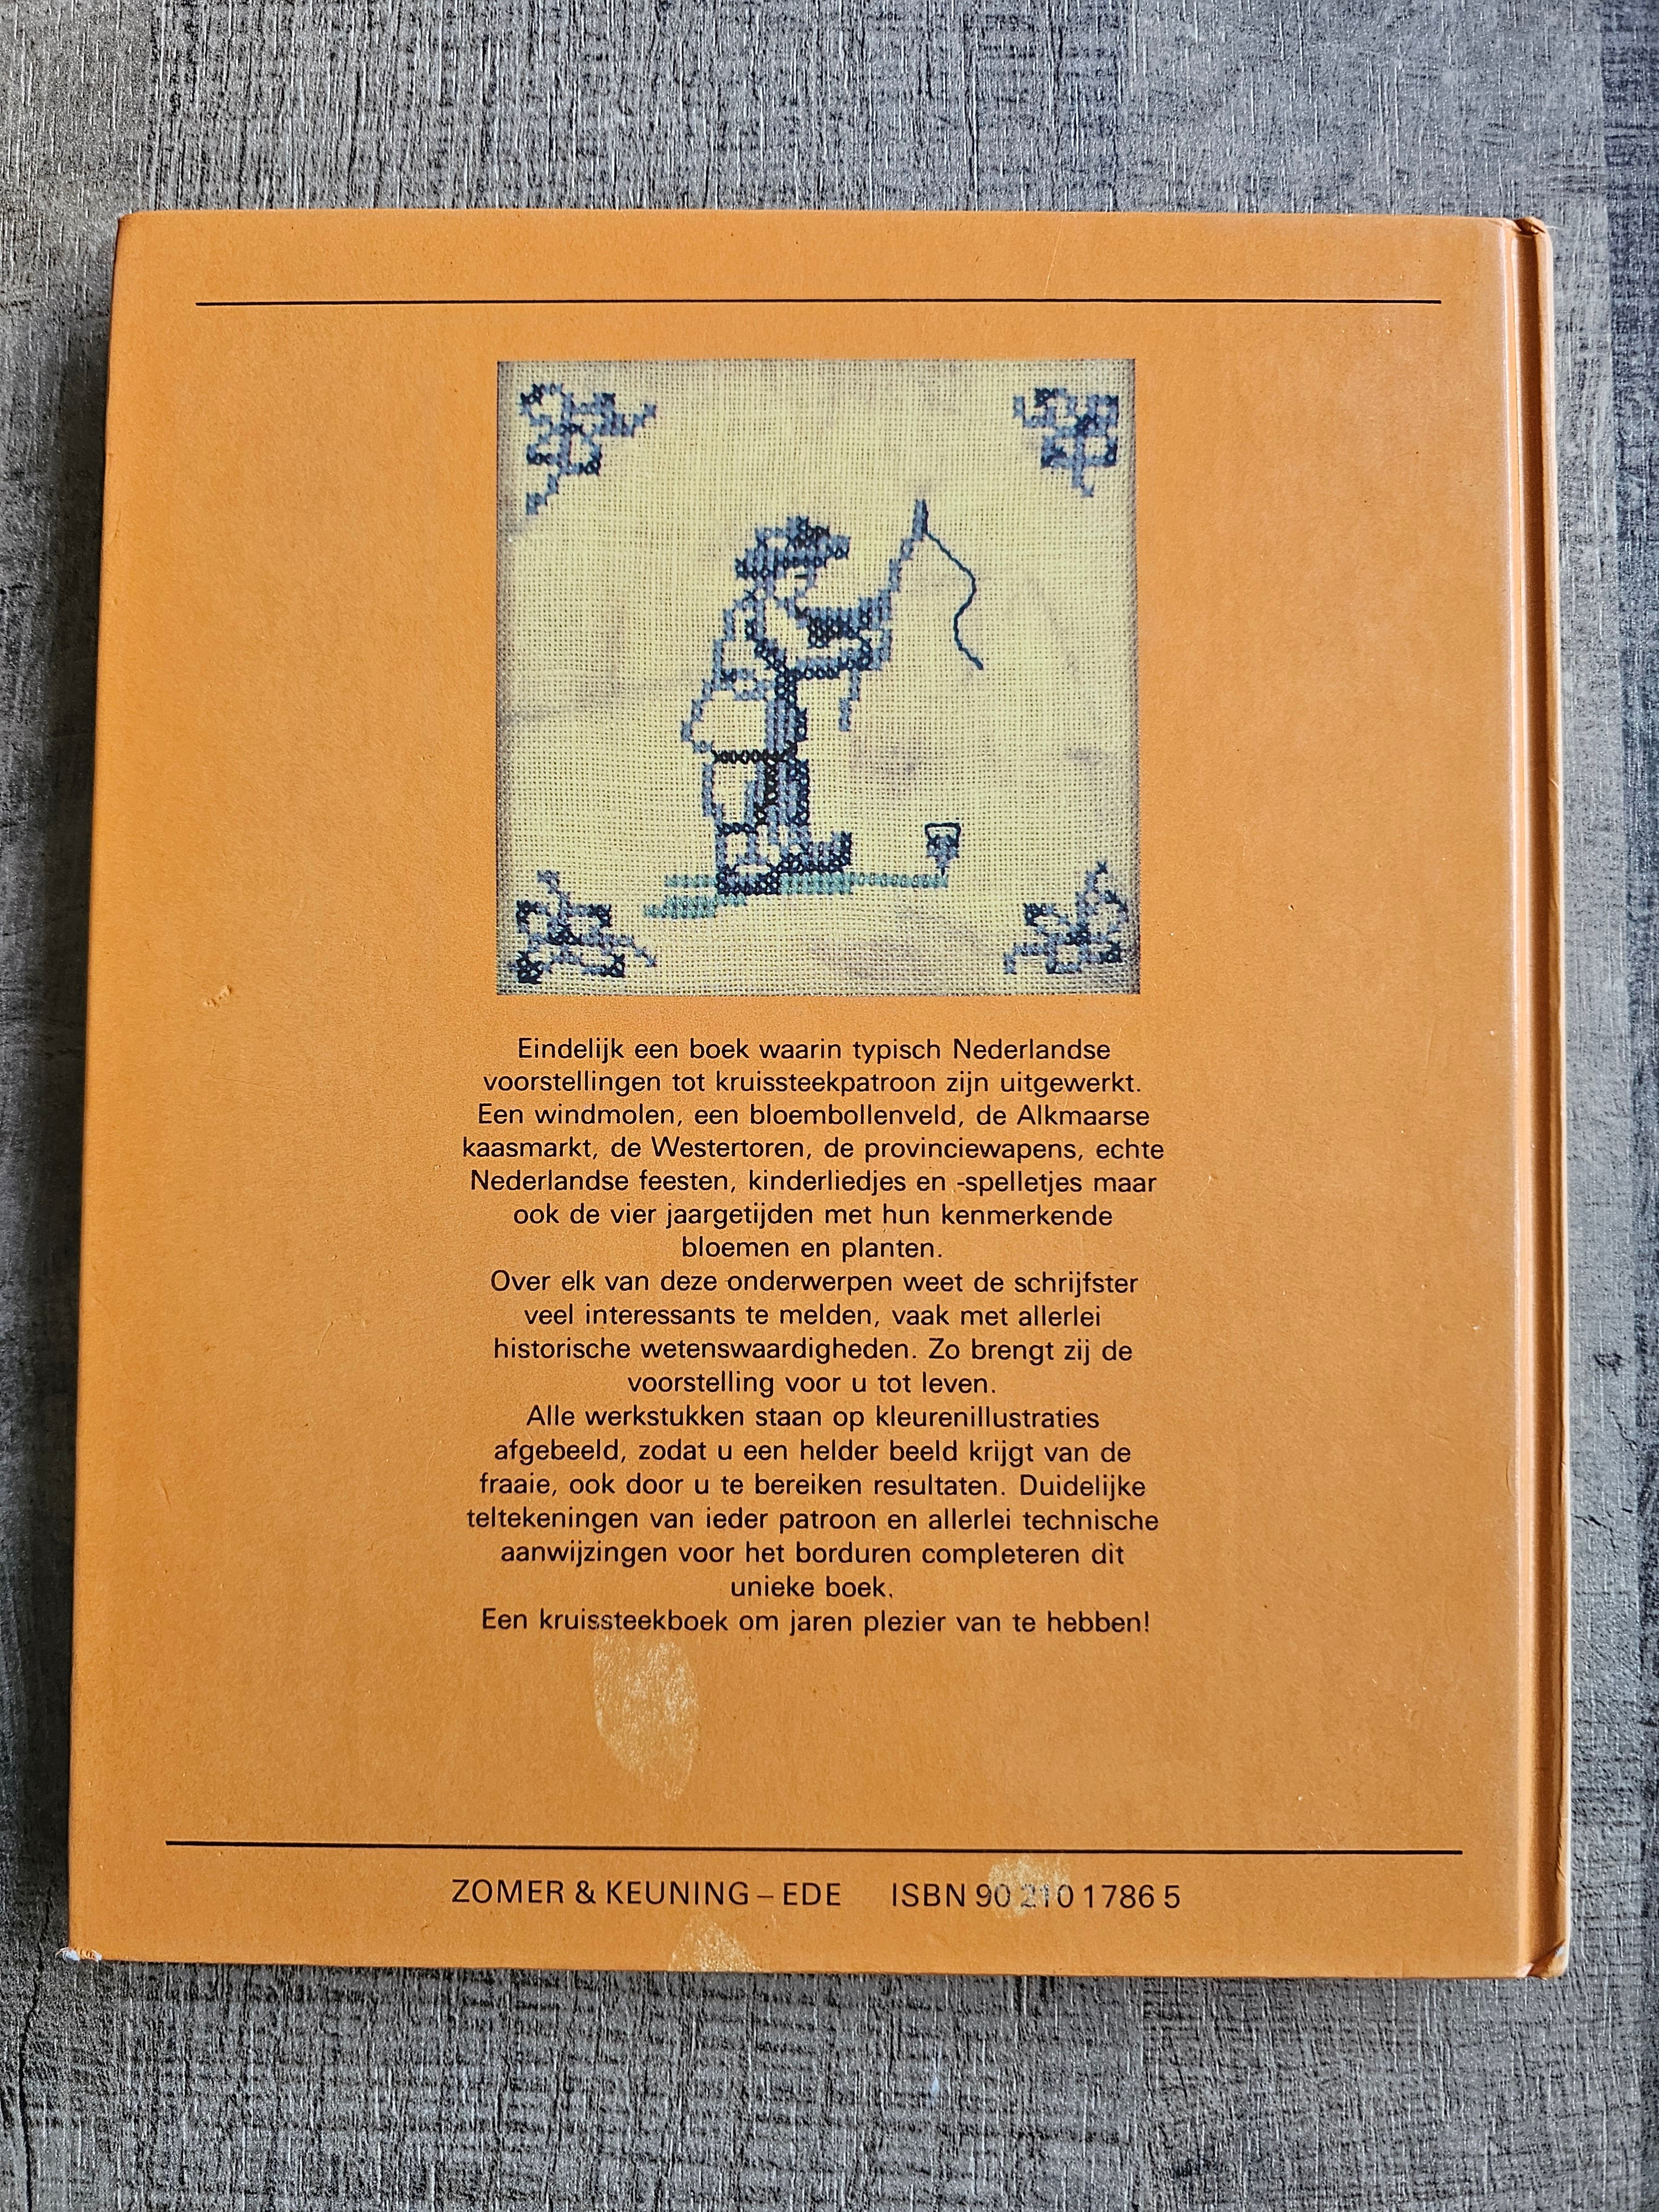 Eindelijk een boek waarin typisch Nederlandse
voorstellingen tot kruissteekpatroon zijn uitgewerkt.
Een windmolen, een bloembollenveld, de Alkmaarse
kaasmarkt, de Westertoren, de provinciewapens, echte
Nederlandse feesten, kinderliedjes en -spelletjes maar
ook de vier jaargetijden met hun kenmerkende
bloemen en planten.
Over elk van deze onderwerpen weet de schrijfster
veel interessants te melden, vaak met allerlei
historische wetenswaardigheden. Zo brengt zij de
voorstelling voor u tot leven.
Alle werkstukken staan op kleurenillustraties
afgebeeld, zodat u een helder beeld krijgt van de
fraaie, ook door u te bereiken resultaten. Duidelijke
teltekeningen van ieder patroon en allerlei technische
aanwijzingen voor het borduren completeren dit
unieke boek.
Een kruissteekboek om jaren plezier van te hebben!
ZOMER & KEUNING – EDE ISBN 90 210 1786 5